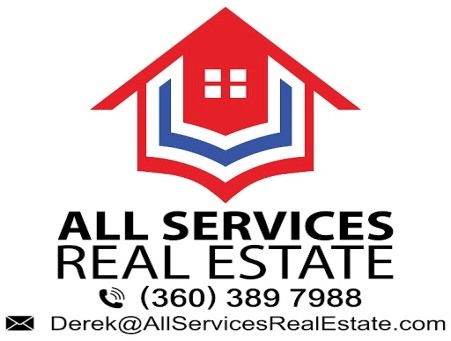 ALL SERVICES
REAL ESTATE
(360) 389 7988
Derek@AllServicesRealEstate.com